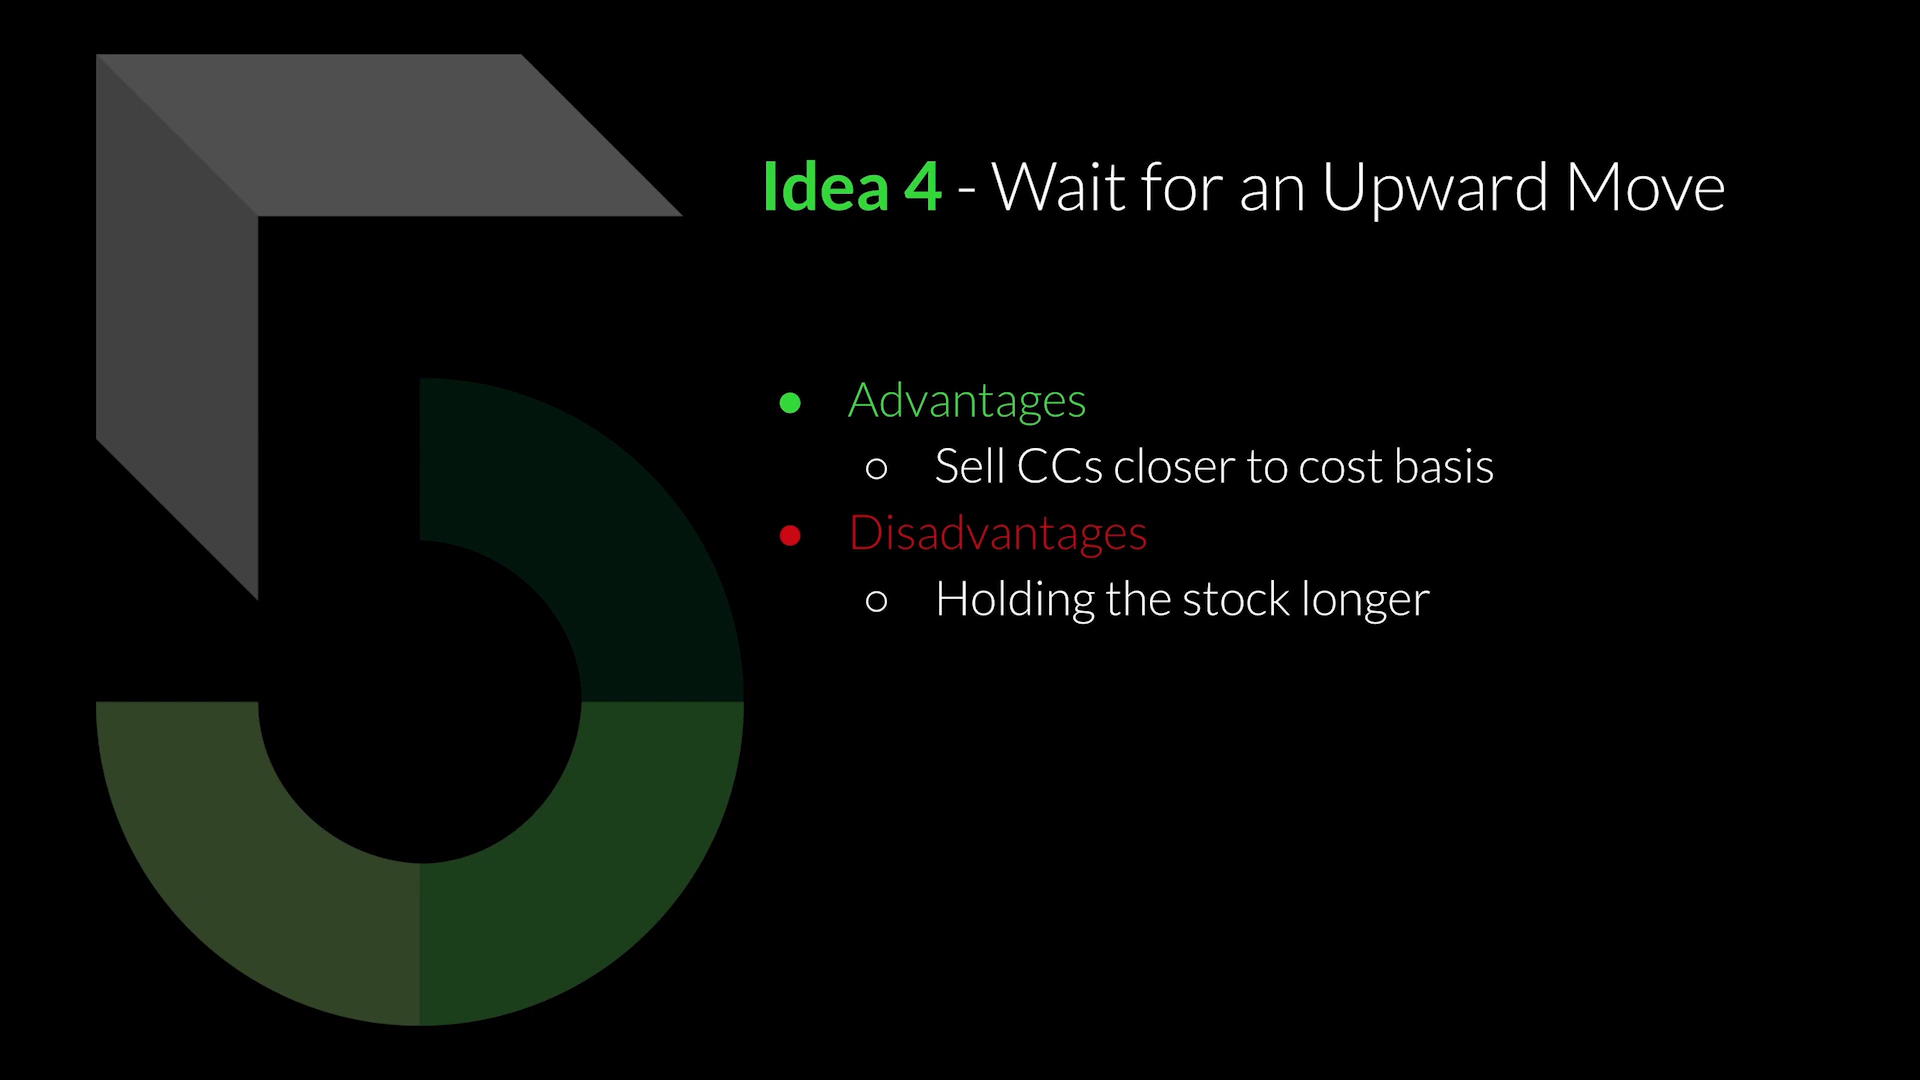 Idea 4 - Wait for an Upward Move
● Advantages
○ Sell CCs closer to cost basis
● Disadvantages
○ Holding the stock longer